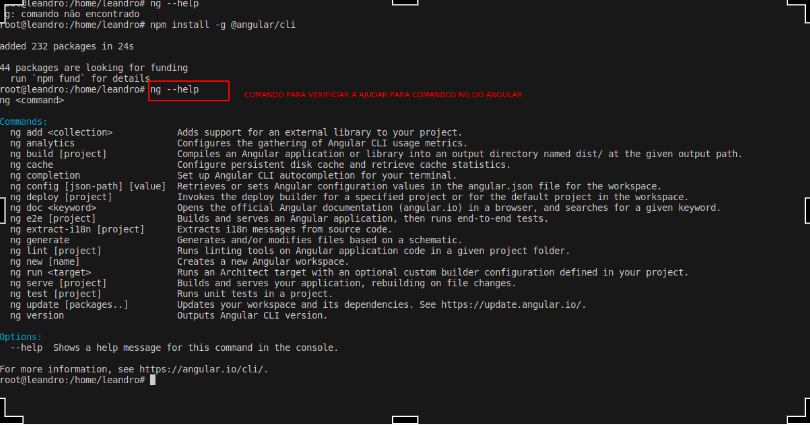 root@leandro:/home/leandro# ng --help
g: comando não encontrado
root@leandro:/home/leandro# npm install -g @angular/cli
added 232 packages in 24s
44 packages are looking for funding
run `npm fund` for details
root@leandro:/home/leandro# ng --help
COMANDO PARA VERIFICIAR A AJUDAR PARA COMANDOS NG DO ANGULAR
ng <command>
Commands:
ng add <collection> Adds support for an external library to your project.
ng analytics Configures the gathering of Angular CLI usage metrics.
ng build [project] Compiles an Angular application or library into an output directory named dist/ at the given output path.
ng cache Configure persistent disk cache and retrieve cache statistics.
ng completion Set up Angular CLI autocompletion for your terminal.
ng config [json-path] [value] Retrieves or sets Angular configuration values in the angular.json file for the workspace.
ng deploy [project] Invokes the deploy builder for a specified project or for the default project in the workspace.
ng doc <keyword> Opens the official Angular documentation (angular.io) in a browser, and searches for a given keyword.
ng e2e [project] Builds and serves an Angular application, then runs end-to-end tests.
ng extract-i18n [project] Extracts i18n messages from source code.
ng generate Generates and/or modifies files based on a schematic.
ng lint [project] Runs linting tools on Angular application code in a given project folder.
ng new [name] Creates a new Angular workspace.
ng run <target> Runs an Architect target with an optional custom builder configuration defined in your project.
ng serve [project] Builds and serves your application, rebuilding on file changes.
ng test [project] Runs unit tests in a project.
ng update [packages..] Updates your workspace and its dependencies. See https://update.angular.io/.
ng version Outputs Angular CLI version.
Options:
--help Shows a help message for this command in the console.
For more information, see https://angular.io/cli/.
root@leandro:/home/leandro#